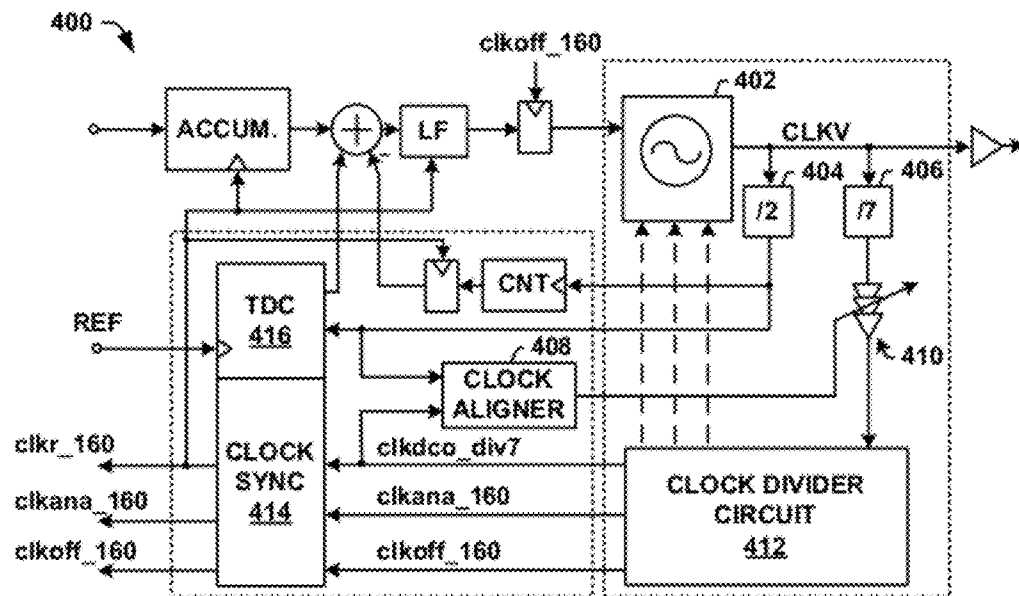 400
clkoff_160
402
ACCUM.
+
-
LF
CLKV
404
406
/2
/7
TDC
416
CNT
REF
408
410
CLOCK
ALIGNER
clkr_160
CLOCK
SYNC
414
clkdco_div7
CLOCK DIVIDER
CIRCUIT
412
clkana_160
clkana_160
clkoff_160
clkoff_160